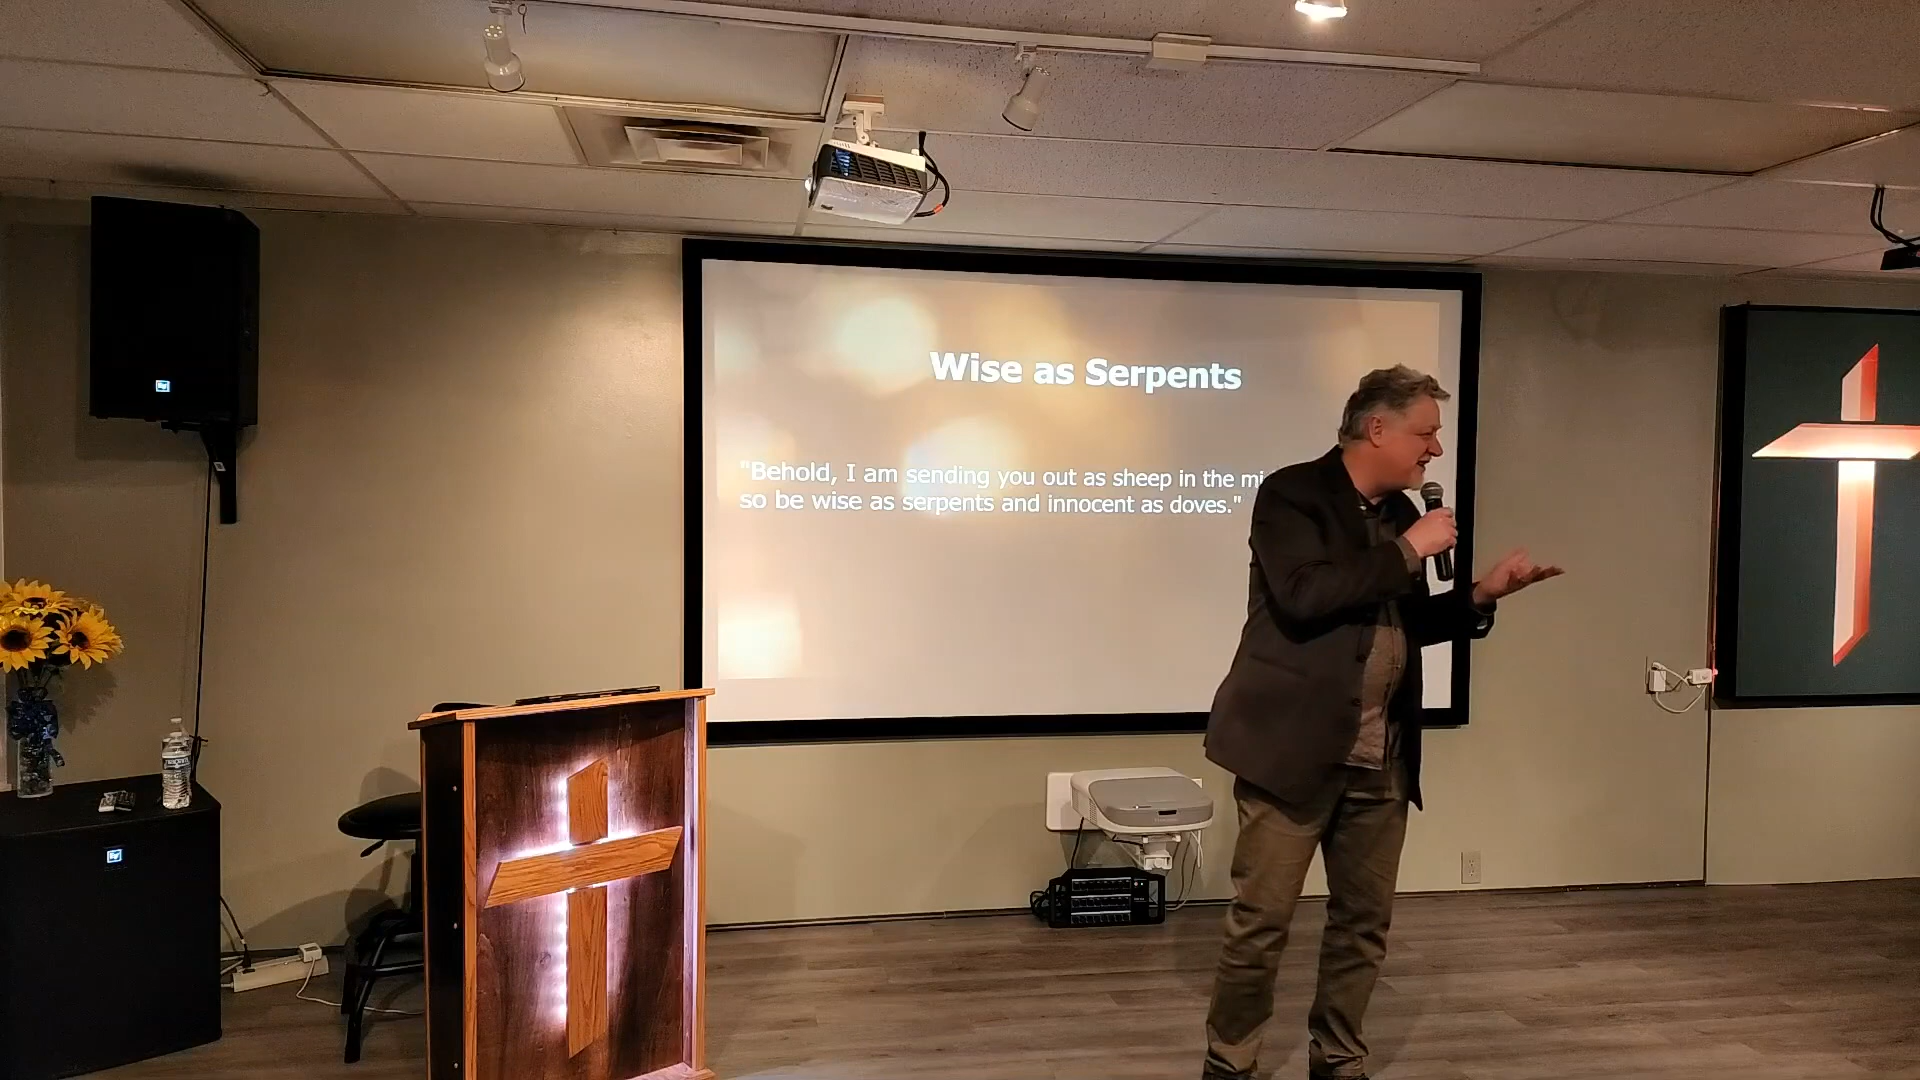 Wise as Serpents
"Behold, I am sending you out as sheep in the
so be wise as serpents and innocent as doves."